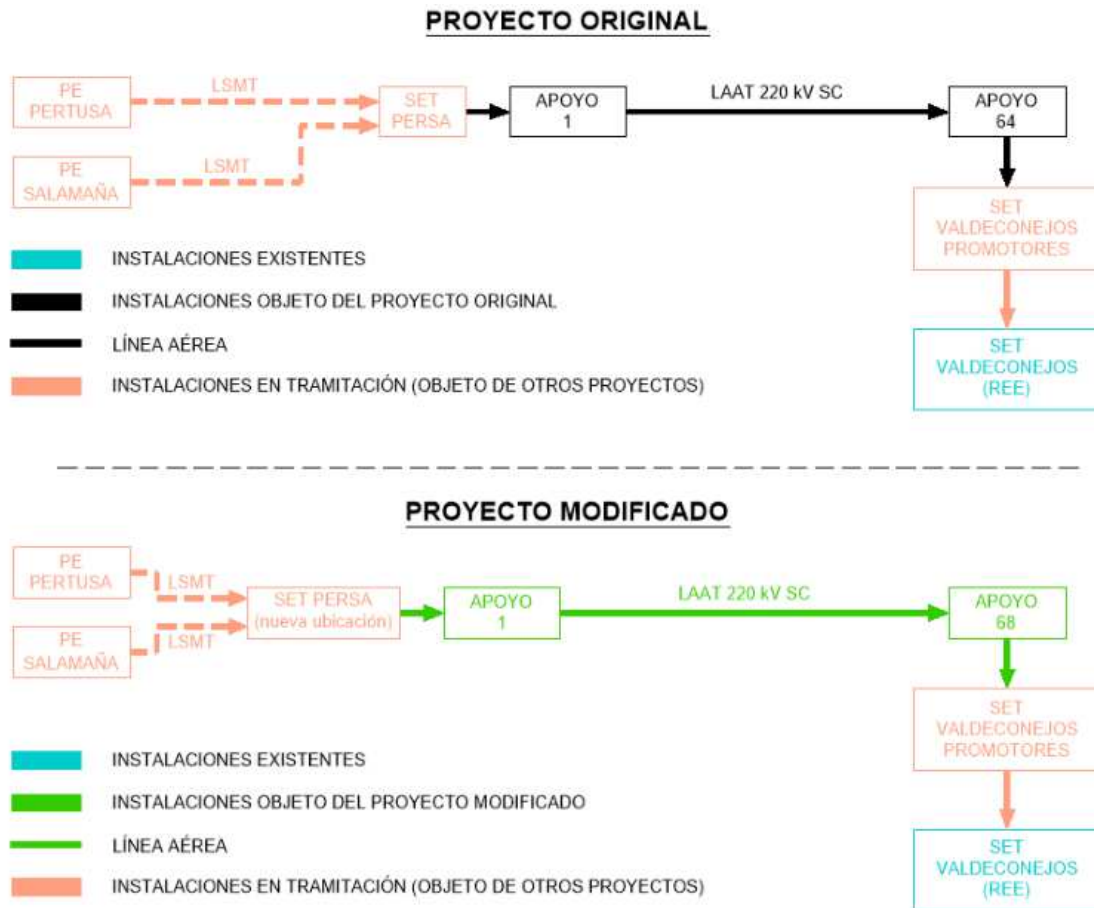 PROYECTO ORIGINAL
PE
PERTUSA
LSMT
SET
PERSA
APOYO
1
LAAT 220 kV SC
APOYO
64
PE
SALAMAÑA
LSMT
SET
VALDECONEJOS
PROMOTORES
SET
VALDECONEJOS
(REE)
INSTALACIONES EXISTENTES
INSTALACIONES OBJETO DEL PROYECTO ORIGINAL
LÍNEA AÉREA
INSTALACIONES EN TRAMITACIÓN (OBJETO DE OTROS PROYECTOS)
PROYECTO MODIFICADO
PE
PERTUSA
LSMT
SET PERSA
(nueva ubicación)
APOYO
1
LAAT 220 kV SC
APOYO
68
PE
SALAMAÑA
LSMT
SET
VALDECONEJOS
PROMOTORES
SET
VALDECONEJOS
(REE)
INSTALACIONES EXISTENTES
INSTALACIONES OBJETO DEL PROYECTO MODIFICADO
LÍNEA AÉREA
INSTALACIONES EN TRAMITACIÓN (OBJETO DE OTROS PROYECTOS)